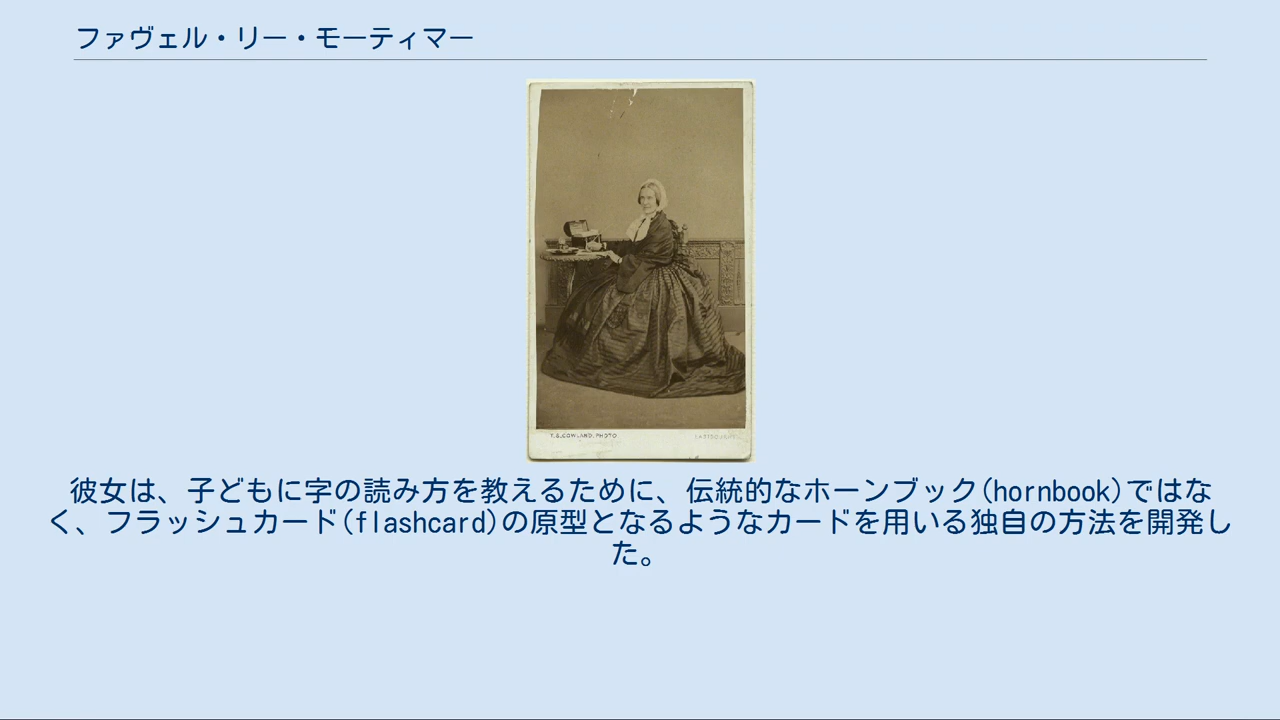 ファヴェル・リー・モーティマー
T.S.COWLAND. PHOTO
彼女は、子どもに字の読み方を教えるために、伝統的なホーンブック(hornbook)ではな
く、フラッシュカード(flashcard)の原型となるようなカードを用いる独自の方法を開発し
た。